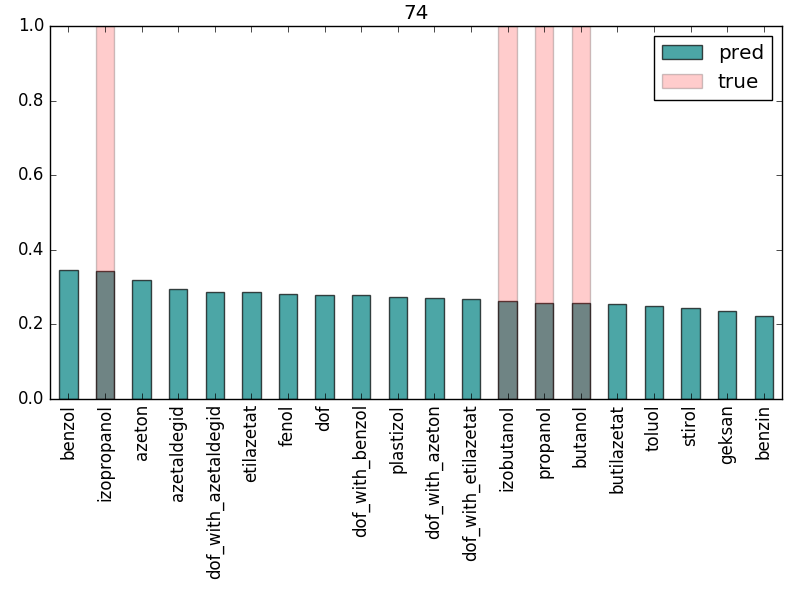 74
1.0
0.8
0.6
0.4
0.2
0.0
pred
true
benzol
izopropanol
azeton
azetaldegid
dof_with_azetaldegid
etilazetat
fenol
dof
dof_with_benzol
plastizol
dof_with_azeton
dof_with_etilazetat
izobutanol
propanol
butanol
butilazetat
toluol
stirol
geksan
benzin